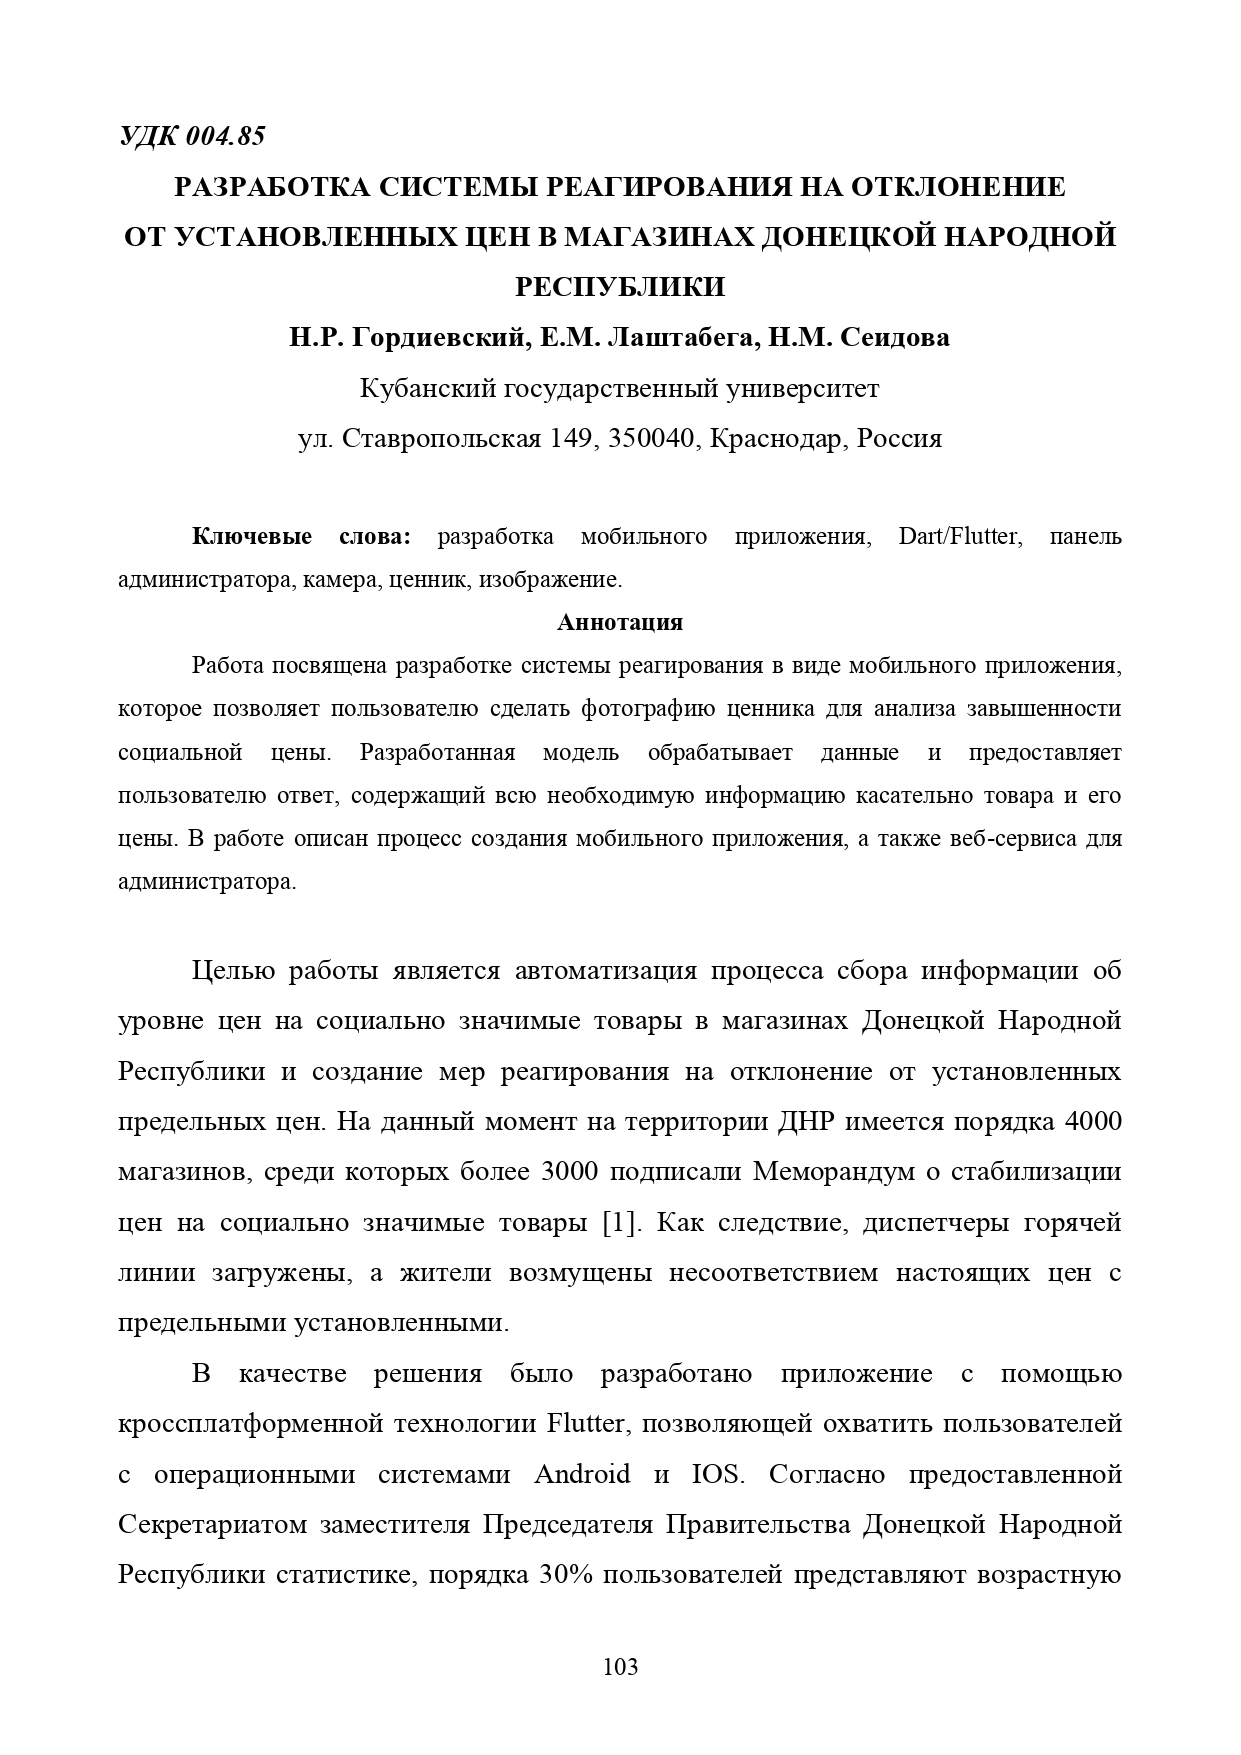 УДК 004.85
РАЗРАБОТКА СИСТЕМЫ РЕАГИРОВАНИЯ НА ОТКЛОНЕНИЕ
ОТ УСТАНОВЛЕННЫХ ЦЕН В МАГАЗИНАХ ДОНЕЦКОЙ НАРОДНОЙ
РЕСПУБЛИКИ
Н.Р. Гордиевский, Е.М. Лаштабега, Н.М. Сеидова
Кубанский государственный университет
ул. Ставропольская 149, 350040, Краснодар, Россия
Ключевые слова: разработка мобильного приложения, Dart/Flutter, панель
администратора, камера, ценник, изображение.
Аннотация
Работа посвящена разработке системы реагирования в виде мобильного приложения,
которое позволяет пользователю сделать фотографию ценника для анализа завышенности
социальной цены. Разработанная модель обрабатывает данные и предоставляет
пользователю ответ, содержащий всю необходимую информацию касательно товара и его
цены. В работе описан процесс создания мобильного приложения, а также веб-сервиса для
администратора.
Целью работы является автоматизация процесса сбора информации об
уровне цен на социально значимые товары в магазинах Донецкой Народной
Республики и создание мер реагирования на отклонение от установленных
предельных цен. На данный момент на территории ДНР имеется порядка 4000
магазинов, среди которых более 3000 подписали Меморандум о стабилизации
цен на социально значимые товары [1]. Как следствие, диспетчеры горячей
линии загружены, а жители возмущены несоответствием настоящих цен с
предельными установленными.
В качестве решения было разработано приложение с помощью
кроссплатформенной технологии Flutter, позволяющей охватить пользователей
с операционными системами Android и IOS. Согласно предоставленной
Секретариатом заместителя Председателя Правительства Донецкой Народной
Республики статистике, порядка 30% пользователей представляют возрастную
103